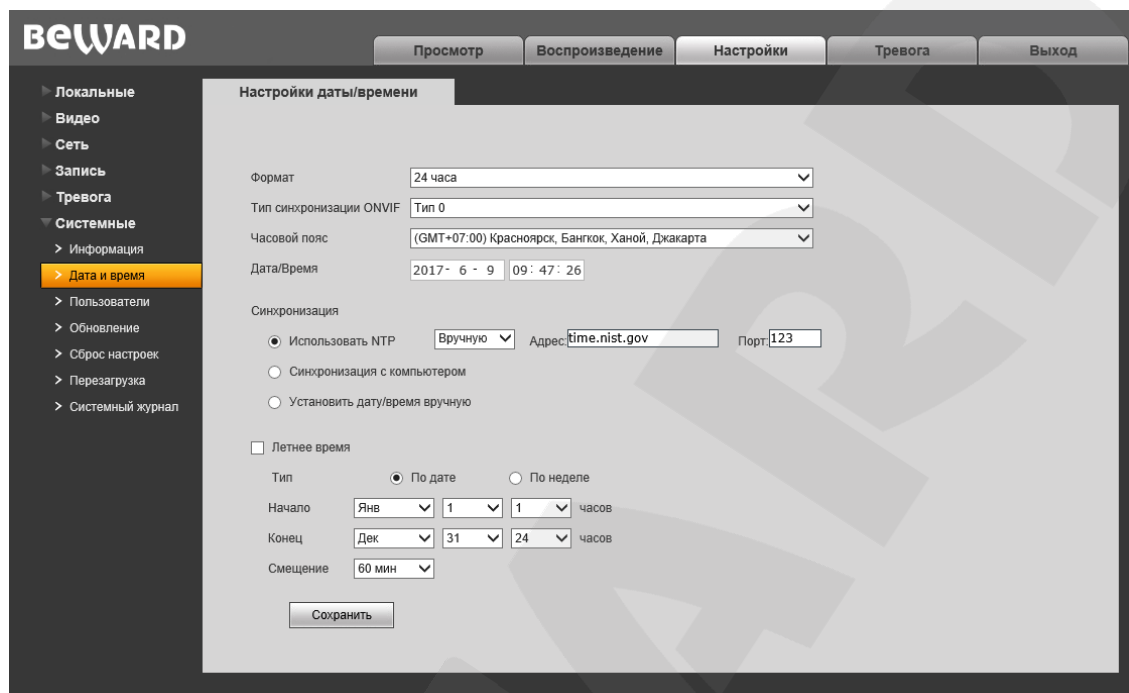 BEWARD
Просмотр Воспроизведение Настройки Тревога Выход
Локальные
Видео
Сеть
Запись
Тревога
Системные
> Информация
> Дата и время
> Пользователи
> Обновление
> Сброс настроек
> Перезагрузка
> Системный журнал
Настройки даты/времени
Формат 24 часа
Тип синхронизации ONVIF Тип 0
Часовой пояс (GMT+07:00) Красноярск, Бангкок, Ханой, Джакарта
Дата/Время 2017- 6 - 9 09: 47: 26
Синхронизация
Использовать NTP Вручную Адрес: time.nist.gov Порт: 123
Синхронизация с компьютером
Установить дату/время вручную
Летнее время
Тип По дате По неделе
Начало Янв 1 1 часов
Конец Дек 31 24 часов
Смещение 60 мин
Сохранить